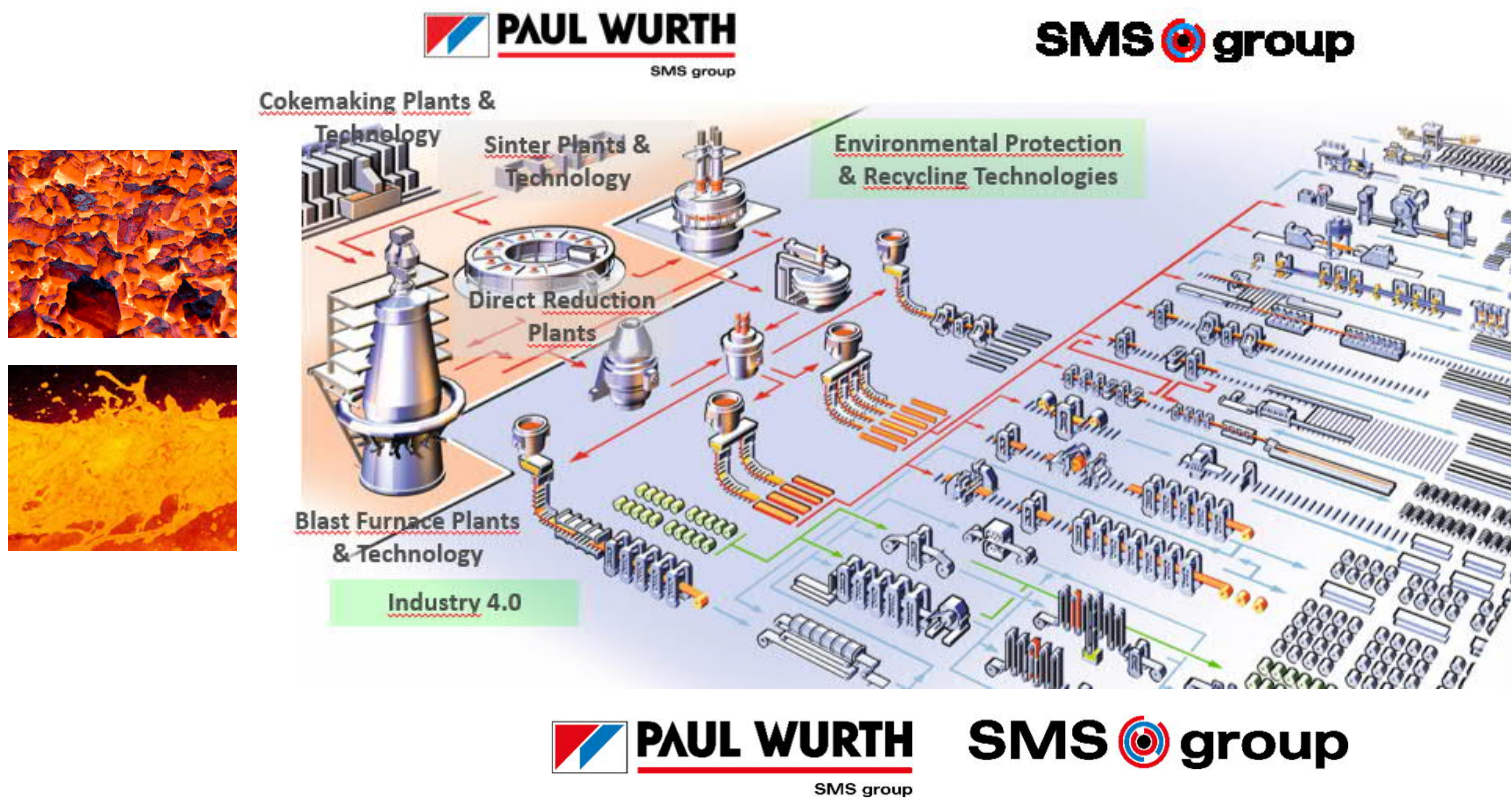 PAUL WURTH
SMS group
SMS group
Cokemaking Plants &
Technology
Sinter Plants &
Technology
Environmental Protection
& Recycling Technologies
Direct Reduction
Plants
Blast Furnace Plants
& Technology
Industry 4.0
PAUL WURTH
SMS group
SMS group